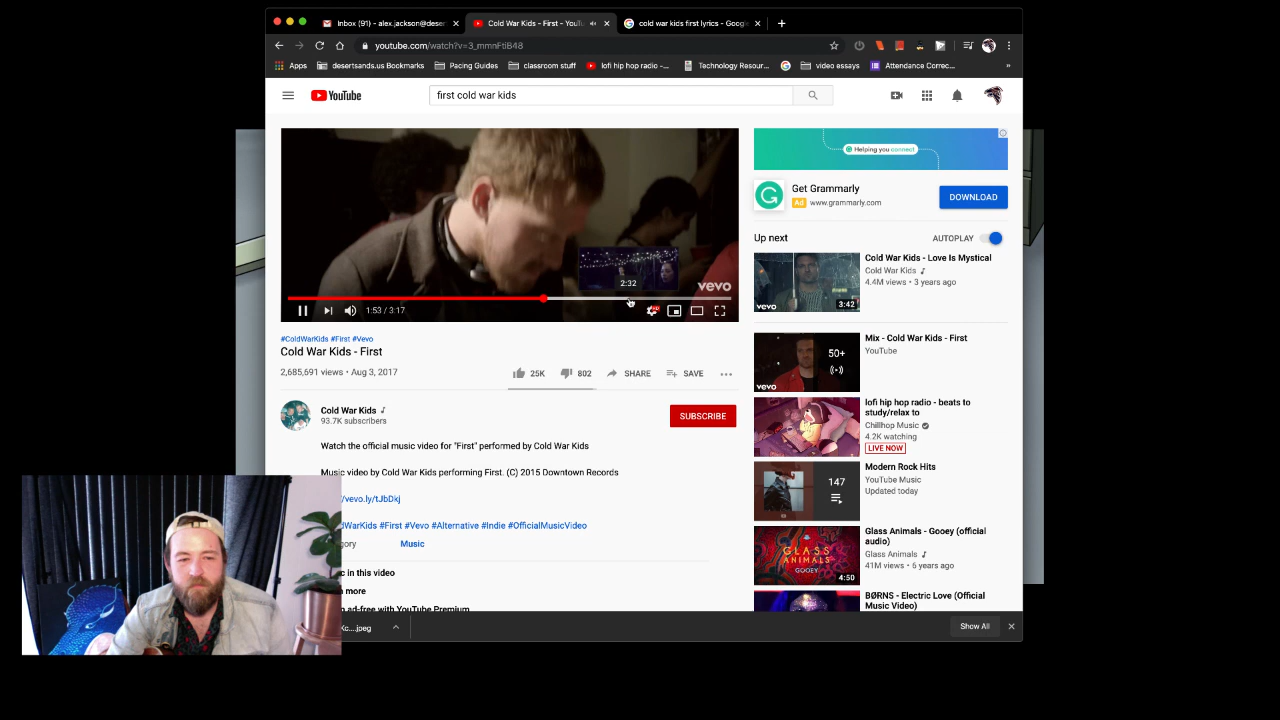 Inbox (91) - alex.jackson@deser
Cold War Kids - First - YouTu
cold war kids first lyrics - Goog
youtube.com/watch?v=3_mmnFtiB48
Apps
desertsands.us Bookmarks
Pacing Guides
classroom stuff
lofi hip hop radio -...
Technology Resour...
video essays
Attendance Correc...
»
YouTube
first cold war kids
2:32
vevo
1:53 / 3:17
#ColdWarKids #First #Vevo
Cold War Kids - First
2,685,691 views • Aug 3, 2017
25K
802
SHARE
SAVE
Cold War Kids
93.7K subscribers
SUBSCRIBE
Watch the official music video for "First" performed by Cold War Kids
Music video by Cold War Kids performing First. (C) 2015 Downtown Records
/vevo.ly/tJbDkj
dWarKids #First #Vevo #Alternative #Indie #OfficialMusicVideo
gory
Music
c in this video
more
ad-free with YouTube Premium
Helping you connect
Get Grammarly
Ad www.grammarly.com
DOWNLOAD
Up next
AUTOPLAY
vevo
3:42
Cold War Kids - Love Is Mystical
Cold War Kids
4.4M views • 3 years ago
50+
vevo
Mix - Cold War Kids - First
YouTube
lofi hip hop radio - beats to
study/relax to
Chillhop Music
4.2K watching
LIVE NOW
147
Modern Rock Hits
YouTube Music
Updated today
GLASS
ANIMALS
GOOEY
4:50
Glass Animals - Gooey (official
audio)
Glass Animals
41M views • 6 years ago
BØRNS - Electric Love (Official
Music Video)
Kc....jpeg
Show All